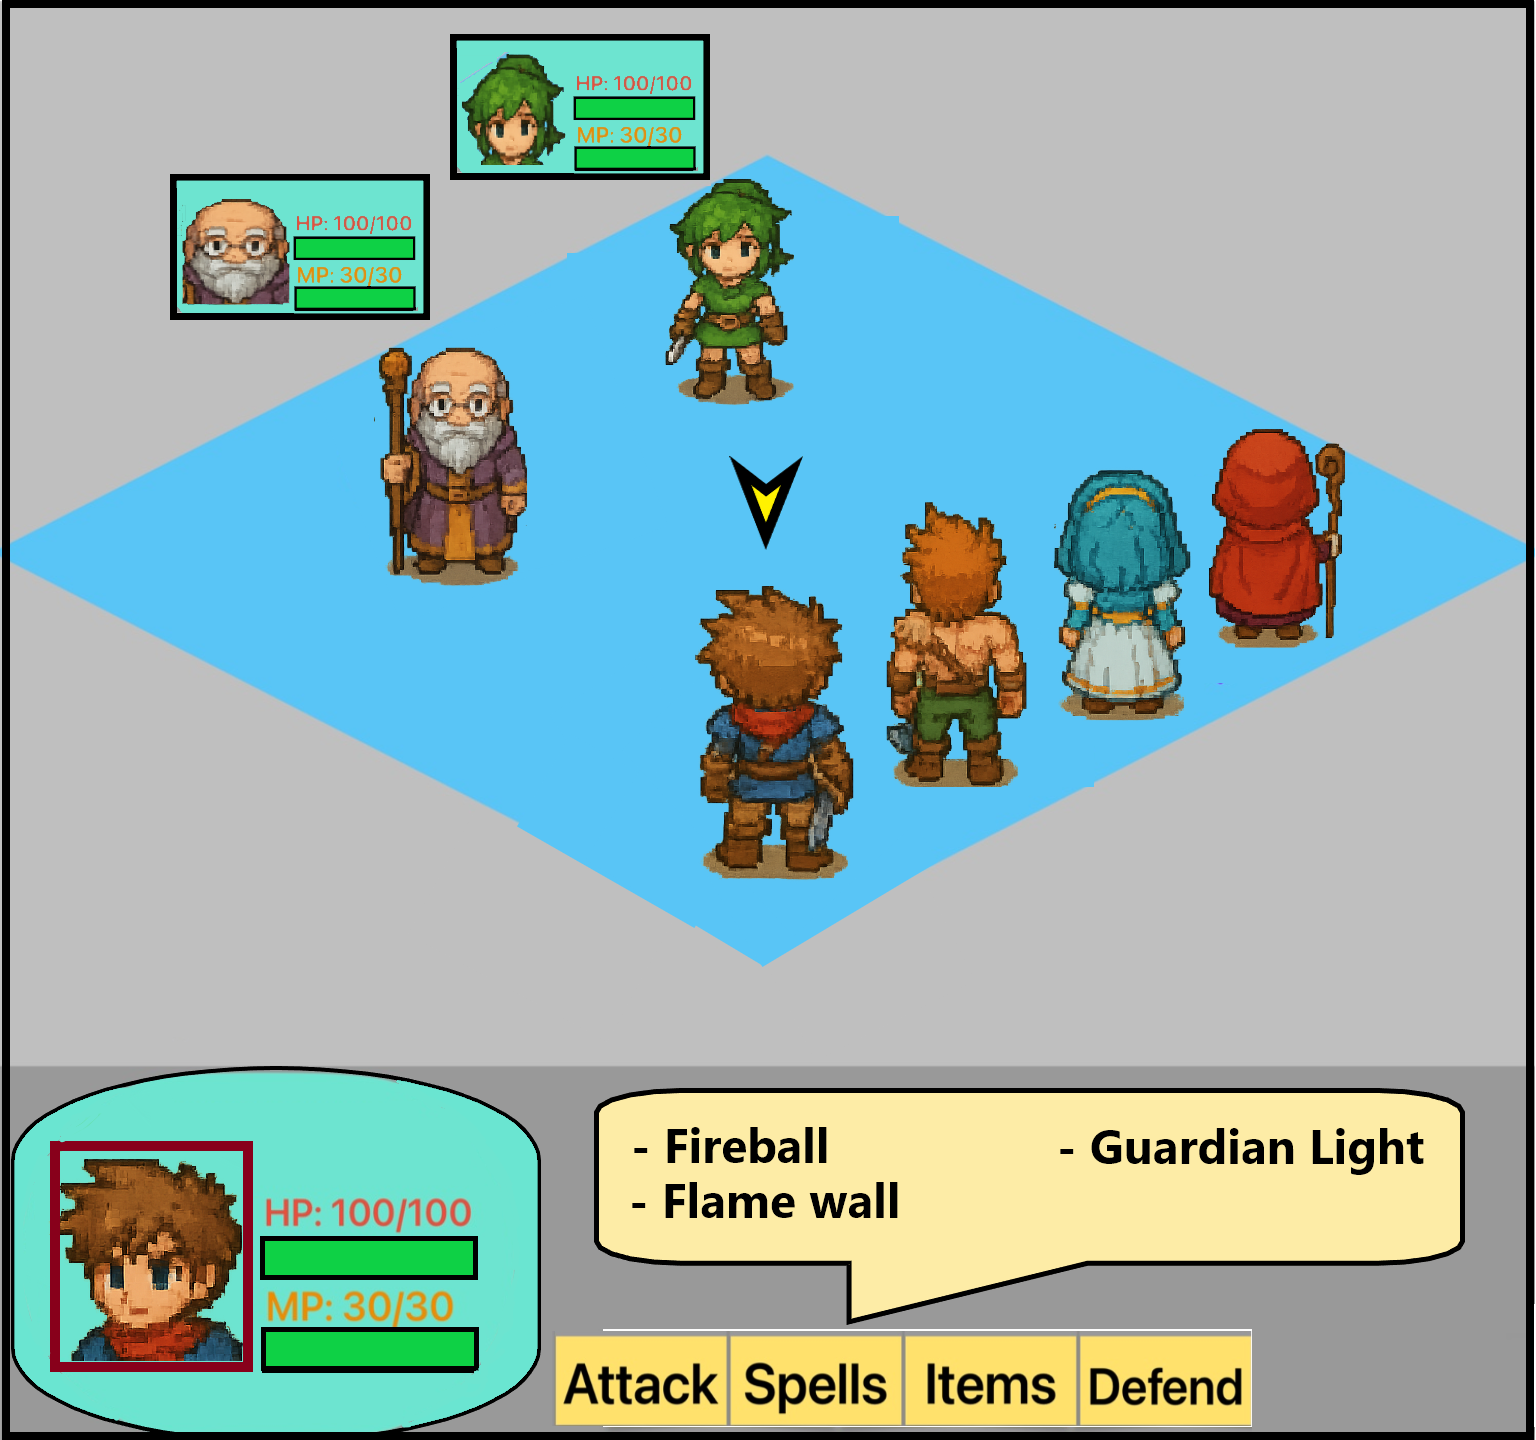 HP: 100/100
MP: 30/30
HP: 100/100
MP: 30/30
- Fireball
- Flame wall
- Guardian Light
HP: 100/100
MP: 30/30
Attack
Spells
Items
Defend